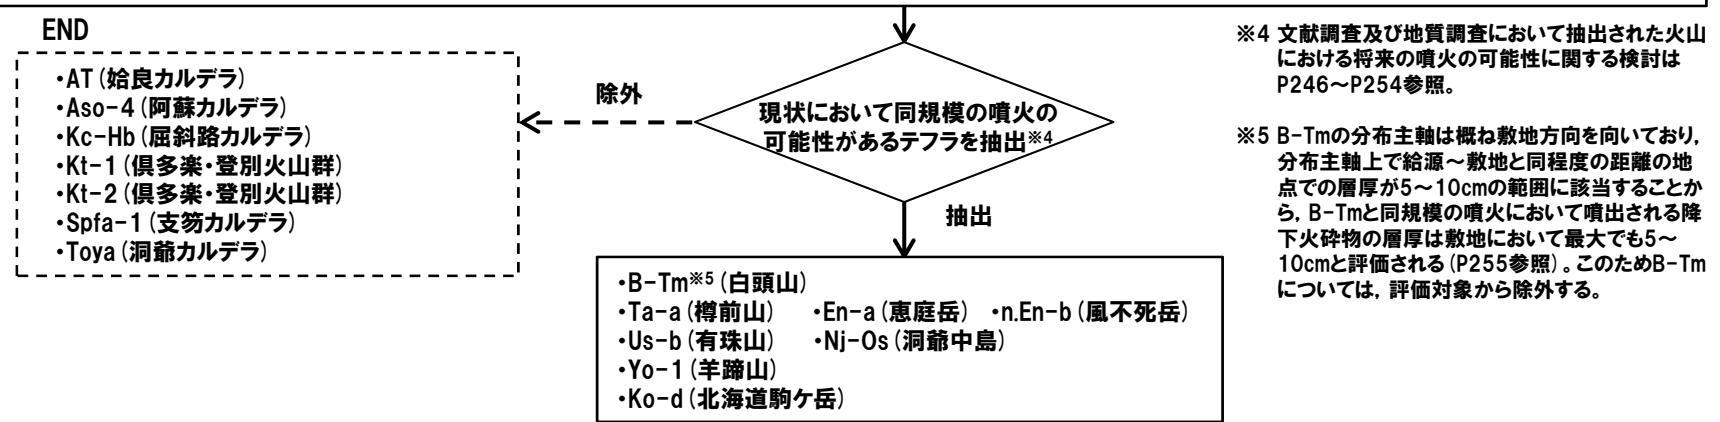 END
・AT(姶良カルデラ)
・Aso-4(阿蘇カルデラ)
・Kc-Hb(屈斜路カルデラ)
・Kt-1(倶多楽・登別火山群)
・Kt-2(倶多楽・登別火山群)
・Spfa-1(支笏カルデラ)
・Toya(洞爺カルデラ)
除外
現状において同規模の噴火の
可能性があるテフラを抽出※4
抽出
・B-Tm※5(白頭山)
・Ta-a(樽前山) ・En-a(恵庭岳) ・n.En-b(風不死岳)
・Us-b(有珠山) ・Nj-Os(洞爺中島)
・Yo-1(羊蹄山)
・Ko-d(北海道駒ケ岳)
※4 文献調査及び地質調査において抽出された火山
における将来の噴火の可能性に関する検討は
P246～P254参照。
※5 B-Tmの分布主軸は概ね敷地方向を向いており,
分布主軸上で給源～敷地と同程度の距離の地
点での層厚が5～10cmの範囲に該当することか
ら, B-Tmと同規模の噴火において噴出される降
下火砕物の層厚は敷地において最大でも5～
10cmと評価される(P255参照)。このためB-Tm
については, 評価対象から除外する。